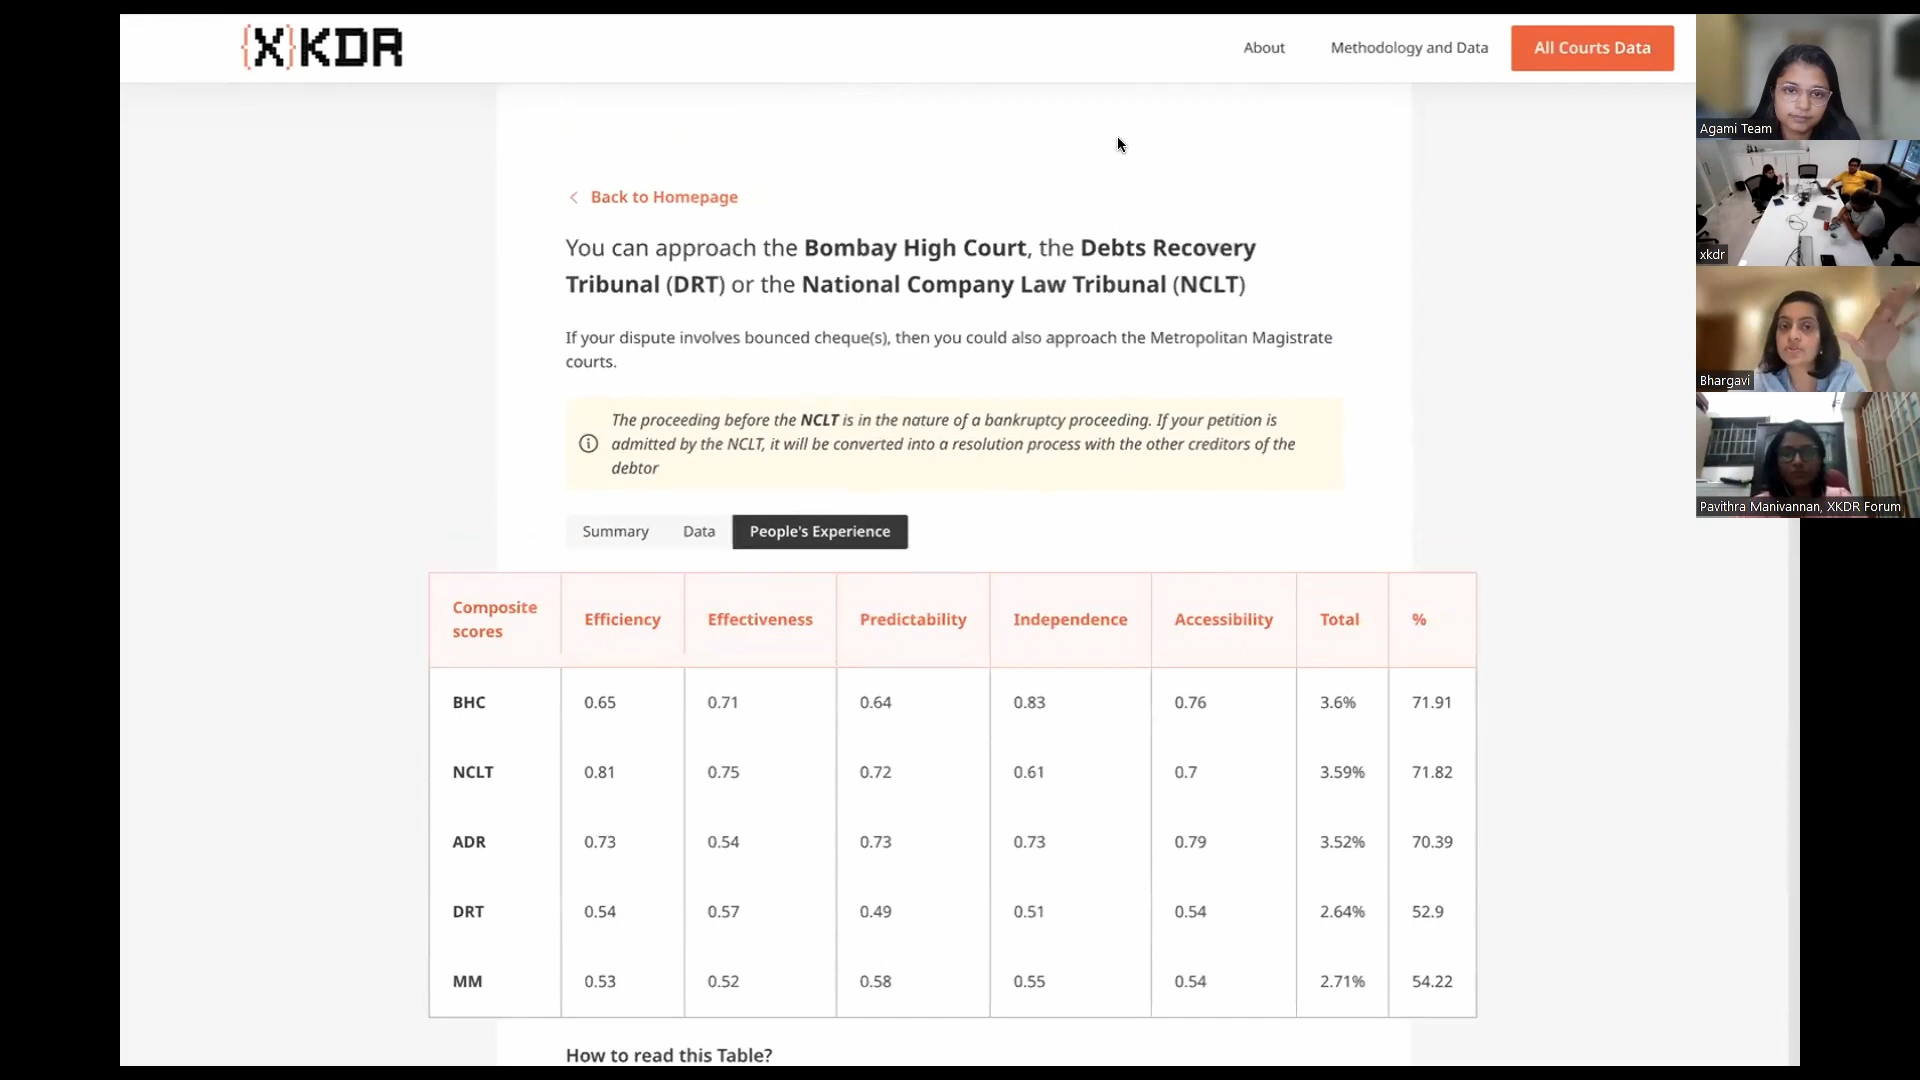 {X}KDR
About Methodology and Data All Courts Data
Back to Homepage
You can approach the Bombay High Court, the Debts Recovery
Tribunal (DRT) or the National Company Law Tribunal (NCLT)
If your dispute involves bounced cheque(s), then you could also approach the Metropolitan Magistrate
courts.
The proceeding before the NCLT is in the nature of a bankruptcy proceeding. If your petition is
admitted by the NCLT, it will be converted into a resolution process with the other creditors of the
debtor
Summary Data People's Experience
Composite
scores Efficiency Effectiveness Predictability Independence Accessibility Total %
BHC 0.65 0.71 0.64 0.83 0.76 3.6% 71.91
NCLT 0.81 0.75 0.72 0.61 0.7 3.59% 71.82
ADR 0.73 0.54 0.73 0.73 0.79 3.52% 70.39
DRT 0.54 0.57 0.49 0.51 0.54 2.64% 52.9
MM 0.53 0.52 0.58 0.55 0.54 2.71% 54.22
How to read this Table?
Agami Team
xkdr
Bhargavi
Pavithra Manivannan, XKDR Forum